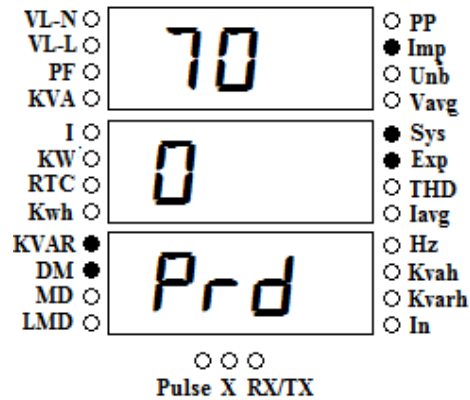 VL-N 70 PP
VL-L Imp
PF Unb
KVA Vavg
I 0 Sys
KW Exp
RTC THD
Kwh Iavg
KVAR Prd Hz
DM Kvah
MD Kvarh
LMD In
Pulse X RX/TX